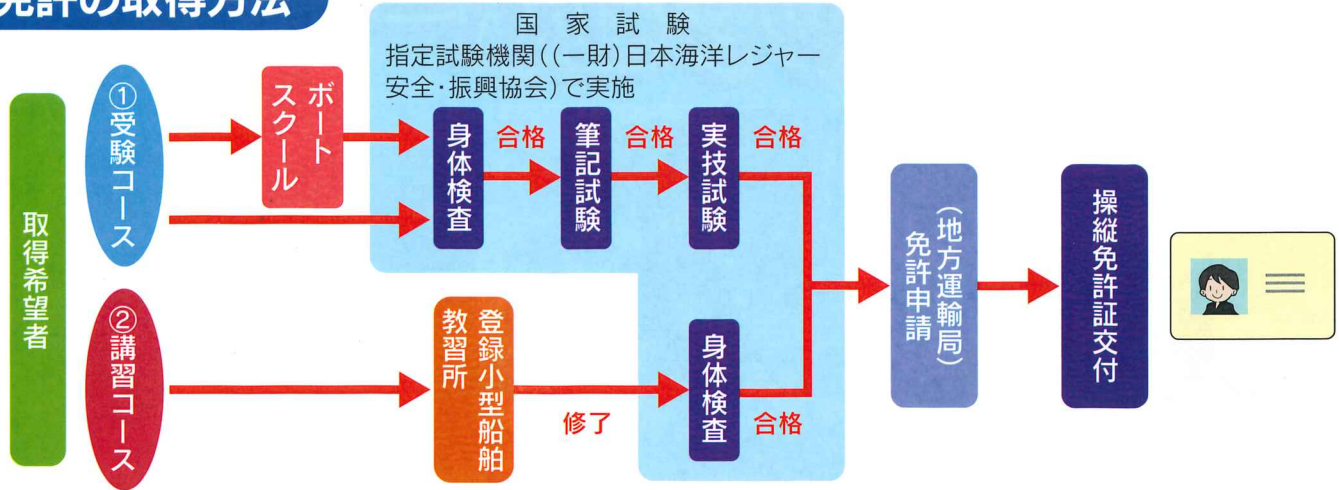 免許の取得方法
国家試験
指定試験機関((一財)日本海洋レジャー
安全・振興協会)で実施
取得希望者
①受験コース
ボート
スクール
身体検査
合格
筆記試験
合格
実技試験
合格
②講習コース
登録小型船舶
教習所
修了
身体検査
合格
(地方運輸局)
免許申請
操縦免許証交付